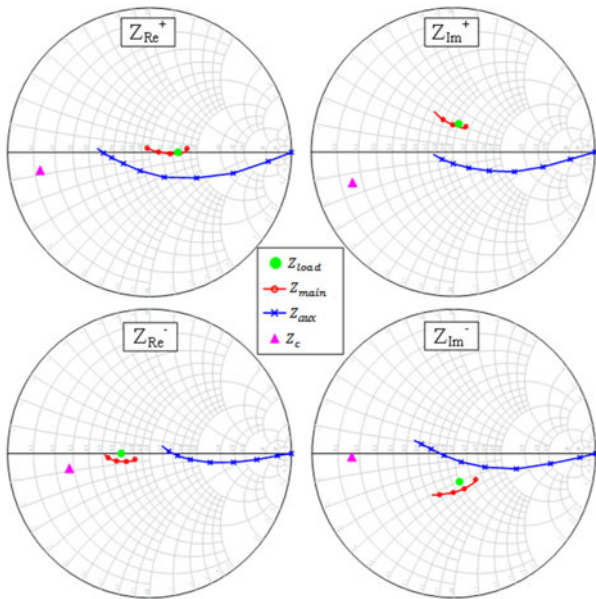 Z_Re^+
Z_Im^+
Z_load
Z_main
Z_aux
Z_c
Z_Re^-
Z_Im^-